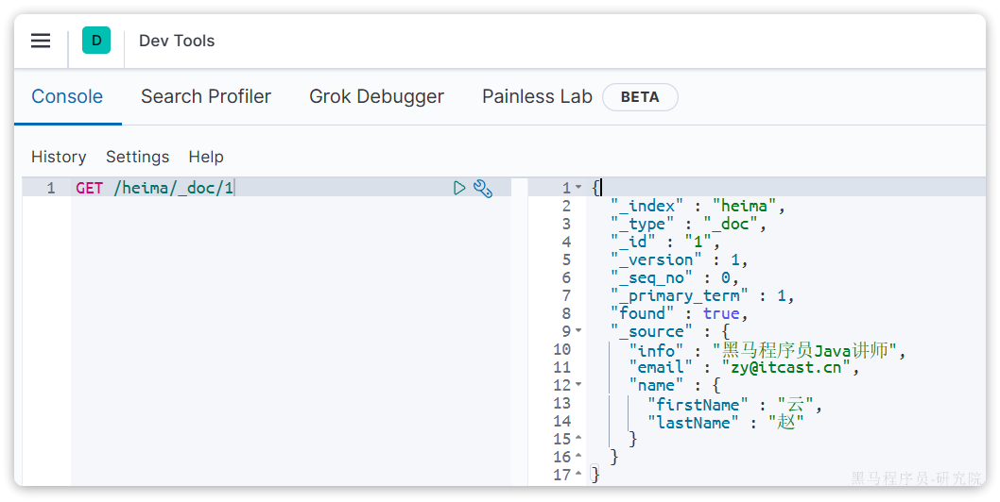 D Dev Tools
Console Search Profiler Grok Debugger Painless Lab BETA
History Settings Help
1 GET /heima/_doc/1
1 {
2 "_index" : "heima",
3 "_type" : "_doc",
4 "_id" : "1",
5 "_version" : 1,
6 "_seq_no" : 0,
7 "_primary_term" : 1,
8 "found" : true,
9 "_source" : {
10 "info" : "黑马程序员Java讲师",
11 "email" : "zy@itcast.cn",
12 "name" : {
13 "firstName" : "云",
14 "lastName" : "赵"
15 }
16 }
17 }
黑马程序员-研究院